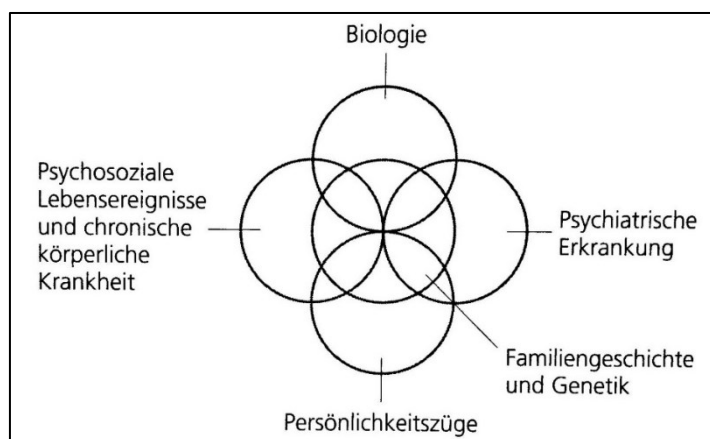 Biologie
Psychosoziale
Lebensereignisse
und chronische
körperliche
Krankheit
Psychiatrische
Erkrankung
Familiengeschichte
und Genetik
Persönlichkeitszüge